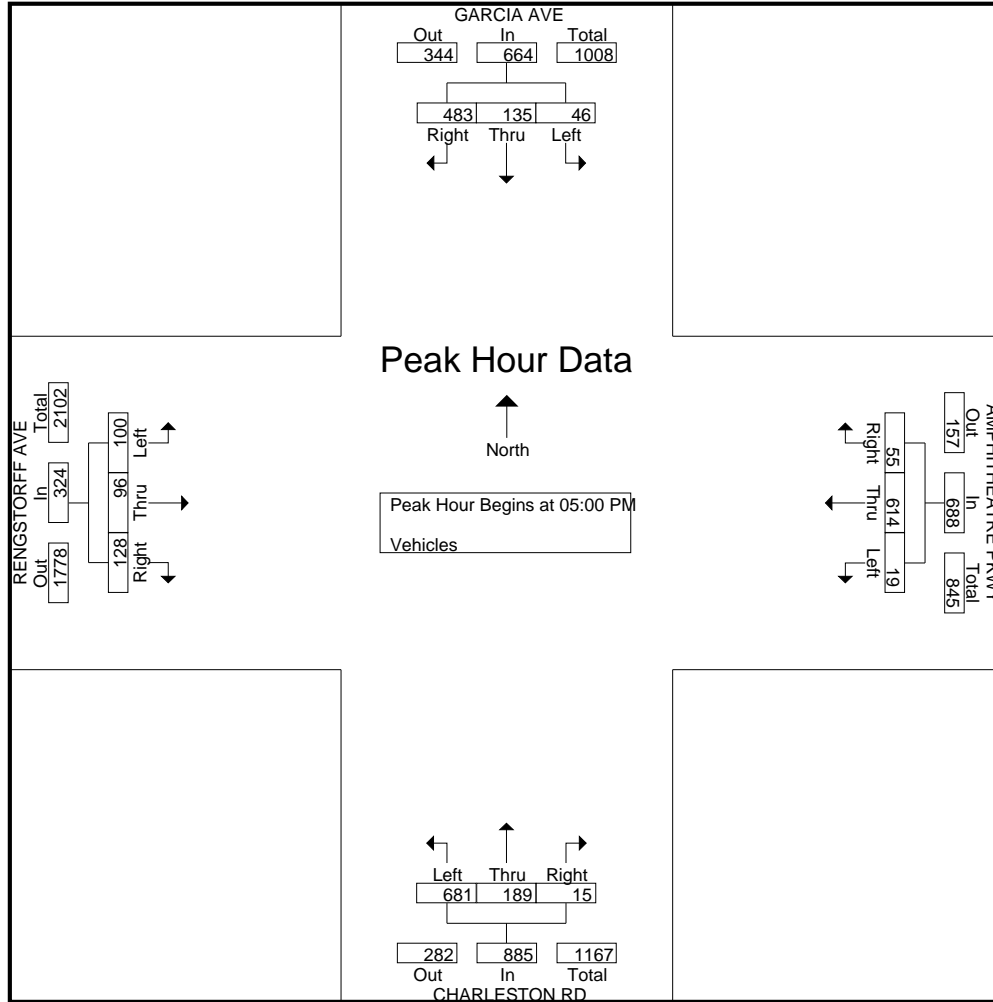 GARCIA AVE
Out In Total
344 664 1008
483 135 46
Right Thru Left
Peak Hour Data
North
Peak Hour Begins at 05:00 PM
Vehicles
RENGSTORFF AVE
Out In Total
1778 324 2102
128 96 100
Right Thru Left
AMPHITHEATRE PKWY
Out In Total
157 688 845
55 614 19
Right Thru Left
Left Thru Right
681 189 15
282 885 1167
Out In Total
CHARLESTON RD